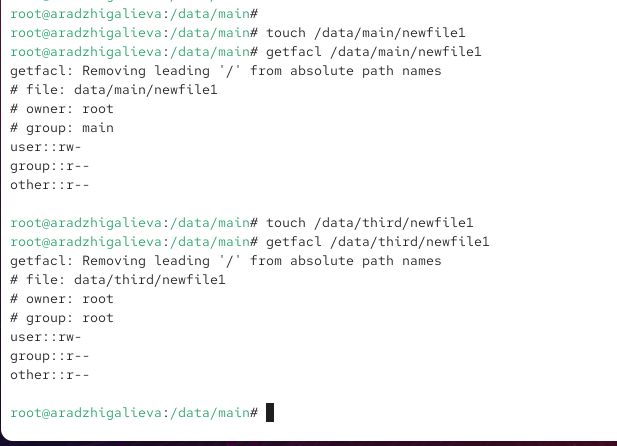 root@aradzhigalieva:/data/main#
root@aradzhigalieva:/data/main# touch /data/main/newfile1
root@aradzhigalieva:/data/main# getfacl /data/main/newfile1
getfacl: Removing leading '/' from absolute path names
# file: data/main/newfile1
# owner: root
# group: main
user::rw-
group::r--
other::r--
root@aradzhigalieva:/data/main# touch /data/third/newfile1
root@aradzhigalieva:/data/main# getfacl /data/third/newfile1
getfacl: Removing leading '/' from absolute path names
# file: data/third/newfile1
# owner: root
# group: root
user::rw-
group::r--
other::r--
root@aradzhigalieva:/data/main#